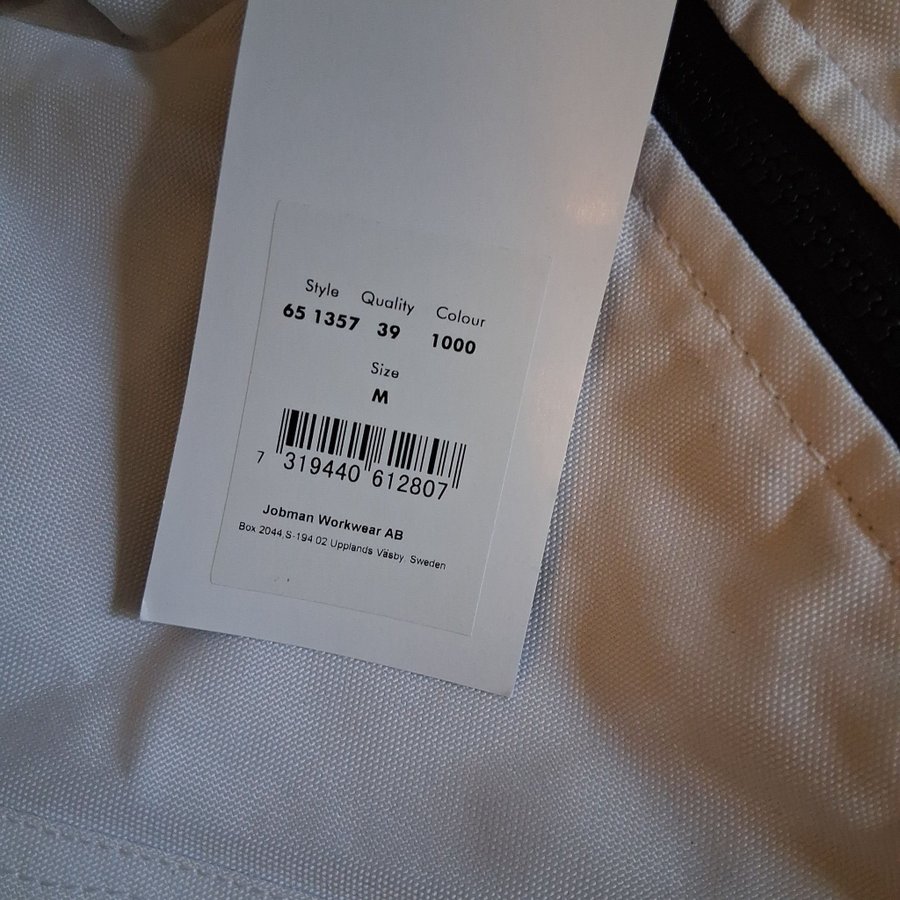 Style Quality Colour
65 1357 39 1000
Size
M
7 319440 612807
Jobman Workwear AB
Box 2044,S-194 02 Upplands Väsby, Sweden